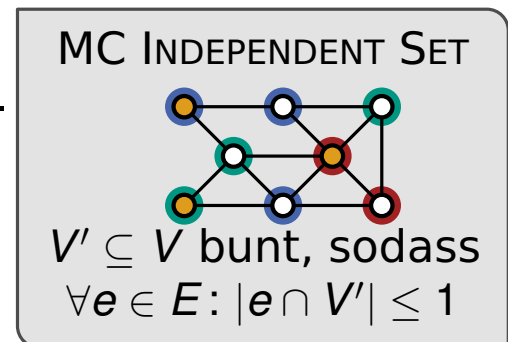 MC INDEPENDENT SET
V′ ⊆ V bunt, sodass
∀e ∈ E : |e ∩ V′| ≤ 1